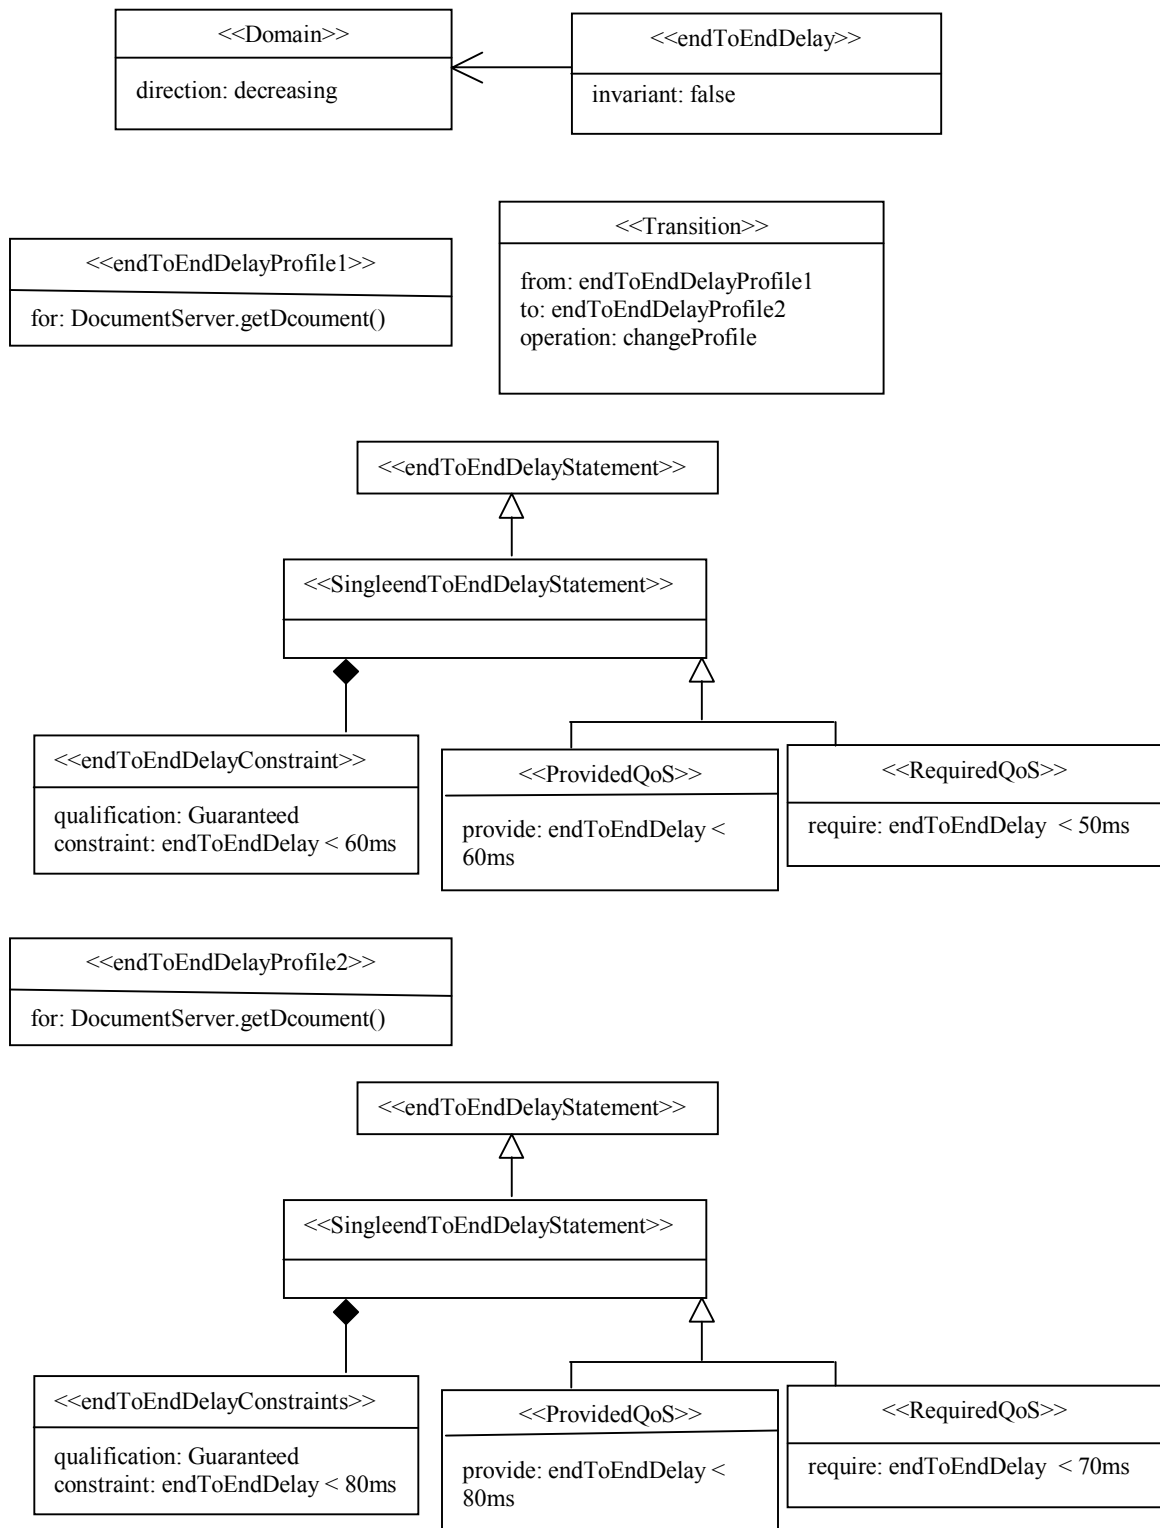 <<Domain>>
direction: decreasing
<<endToEndDelay>>
invariant: false
<<endToEndDelayProfile1>>
for: DocumentServer.getDcoument()
<<Transition>>
from: endToEndDelayProfile1
to: endToEndDelayProfile2
operation: changeProfile
<<endToEndDelayStatement>>
<<SingleendToEndDelayStatement>>
<<endToEndDelayConstraint>>
qualification: Guaranteed
constraint: endToEndDelay < 60ms
<<ProvidedQoS>>
provide: endToEndDelay <
60ms
<<RequiredQoS>>
require: endToEndDelay < 50ms
<<endToEndDelayProfile2>>
for: DocumentServer.getDcoument()
<<endToEndDelayStatement>>
<<SingleendToEndDelayStatement>>
<<endToEndDelayConstraints>>
qualification: Guaranteed
constraint: endToEndDelay < 80ms
<<ProvidedQoS>>
provide: endToEndDelay <
80ms
<<RequiredQoS>>
require: endToEndDelay < 70ms